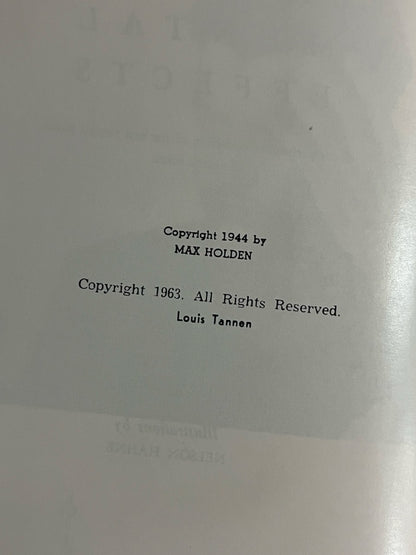 Copyright 1944 by
MAX HOLDEN
Copyright 1963. All Rights Reserved.
Louis Tannen